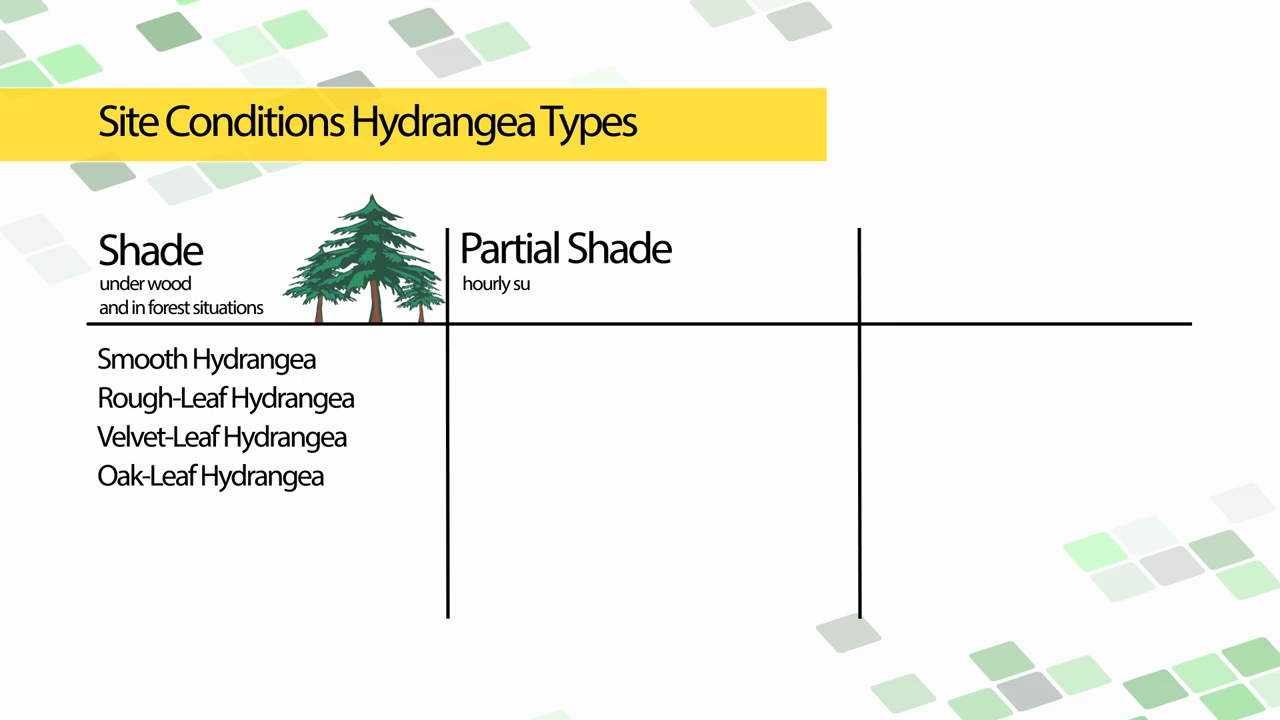 Site Conditions Hydrangea Types
Shade
under wood
and in forest situations
Partial Shade
hourly su
Smooth Hydrangea
Rough-Leaf Hydrangea
Velvet-Leaf Hydrangea
Oak-Leaf Hydrangea